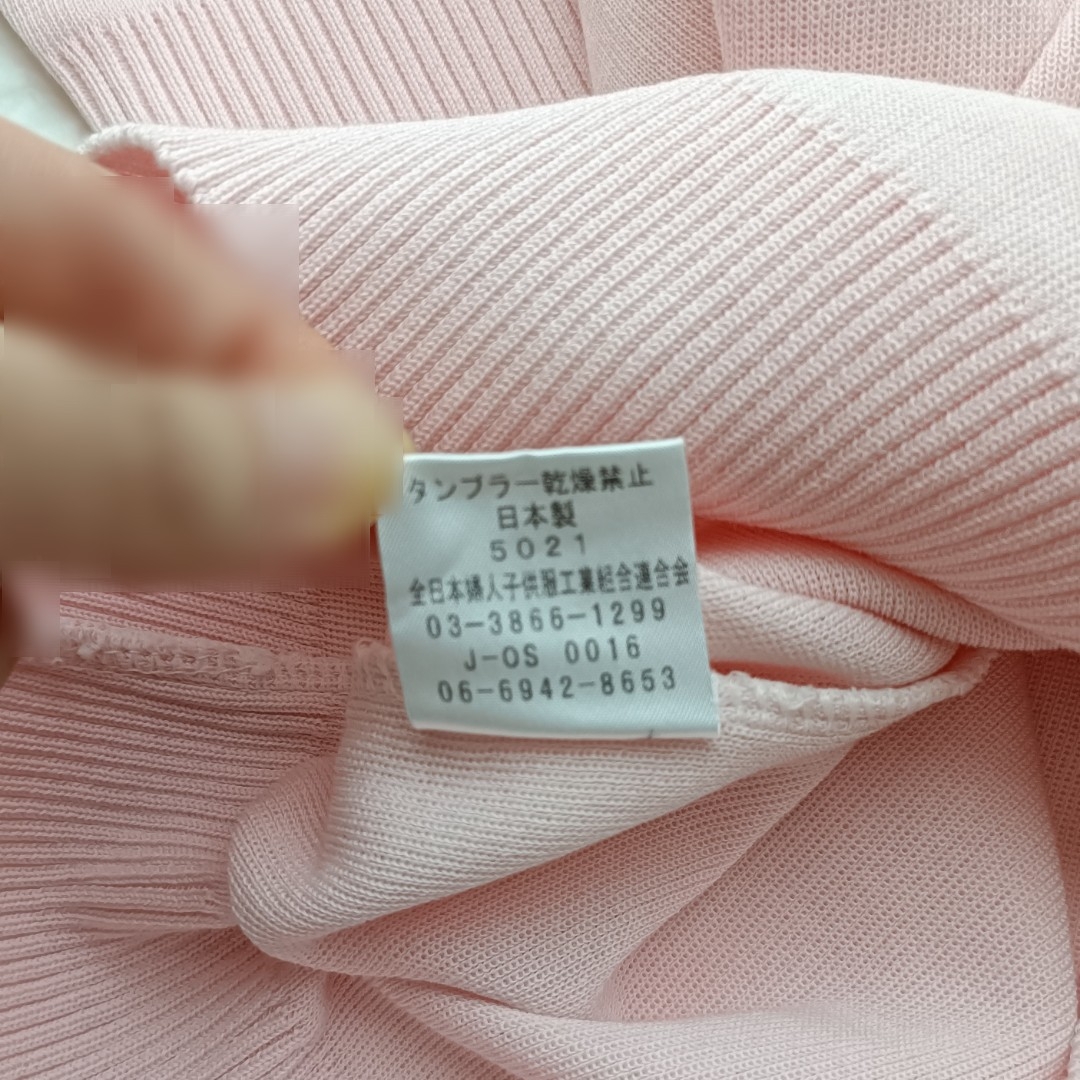 タンブラー乾燥禁止
日本製
5021
全日本婦人子供服工業組合連合会
03-3866-1299
J-OS 0016
06-6942-8653